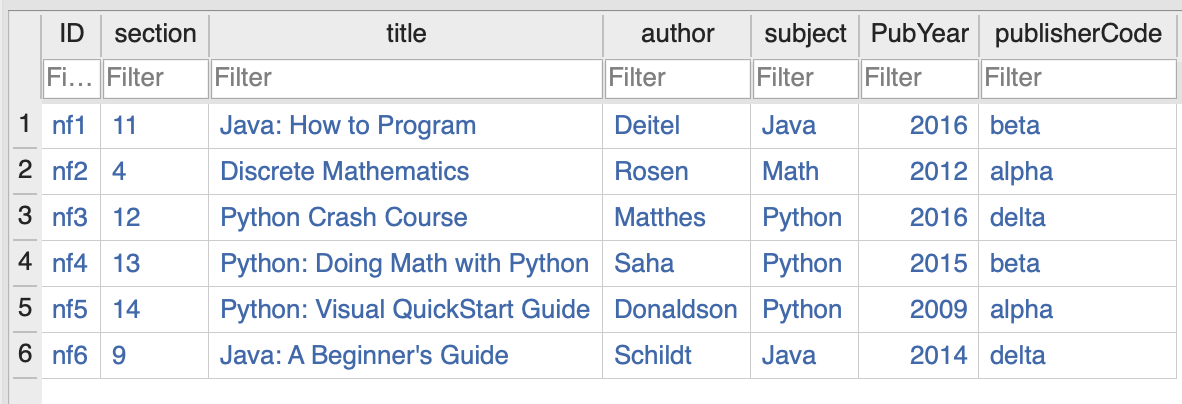 ID section title author subject PubYear publisherCode
Fi... Filter Filter Filter Filter Filter Filter
1 nf1 11 Java: How to Program Deitel Java 2016 beta
2 nf2 4 Discrete Mathematics Rosen Math 2012 alpha
3 nf3 12 Python Crash Course Matthes Python 2016 delta
4 nf4 13 Python: Doing Math with Python Saha Python 2015 beta
5 nf5 14 Python: Visual QuickStart Guide Donaldson Python 2009 alpha
6 nf6 9 Java: A Beginner's Guide Schildt Java 2014 delta